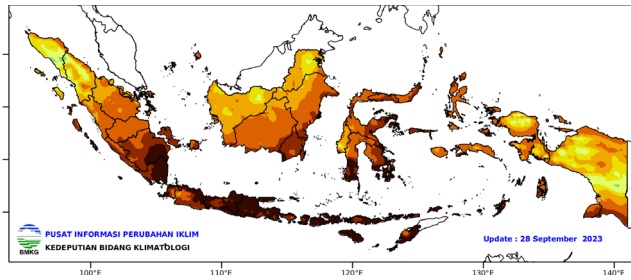 PUSAT INFORMASI PERUBAHAN IKLIM
KEDEPUTIAN BIDANG KLIMATOLOGI
BMKG
Update : 28 September 2023
100°E 110°E 120°E 130°E 140°E